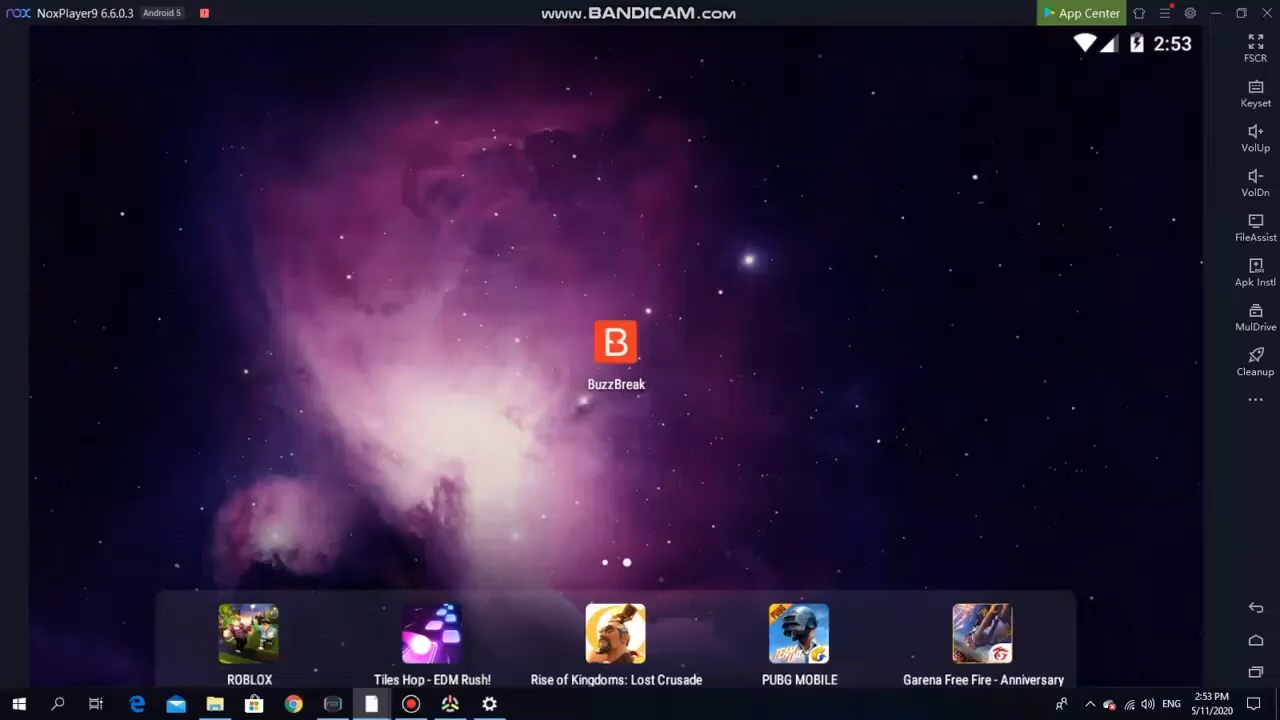 nox NoxPlayer9 6.6.0.3 Android 5
www.BANDICAM.com
App Center
2:53
FSCR
Keyset
VolUp
VolDn
FileAssist
Apk Instl
MulDrive
Cleanup
B
BuzzBreak
ROBLOX
Tiles Hop - EDM Rush!
Rise of Kingdoms: Lost Crusade
PUBG MOBILE
Garena Free Fire - Anniversary
ENG
2:53 PM
5/11/2020